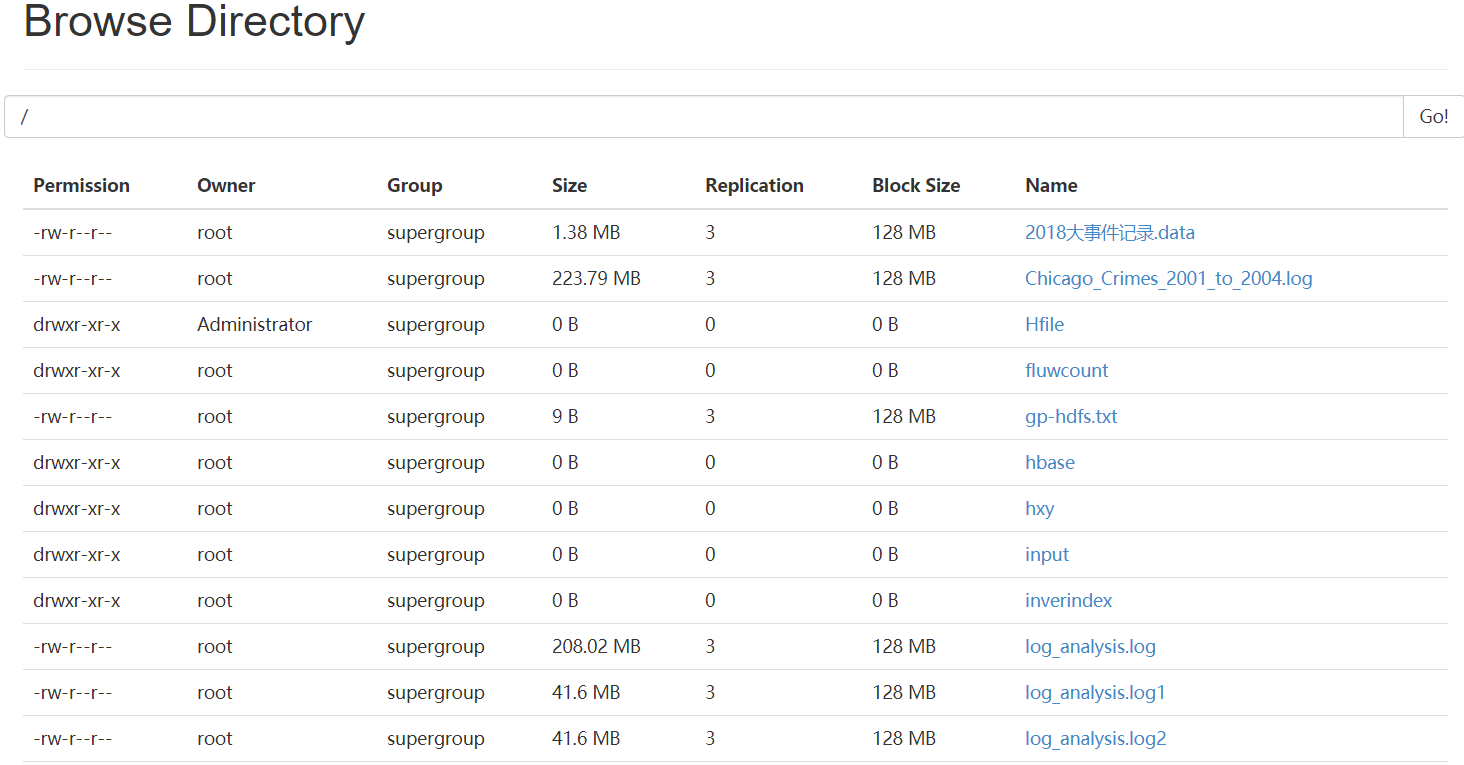 Browse Directory
/ Go!
Permission Owner Group Size Replication Block Size Name
-rw-r--r-- root supergroup 1.38 MB 3 128 MB 2018大事件记录.data
-rw-r--r-- root supergroup 223.79 MB 3 128 MB Chicago_Crimes_2001_to_2004.log
drwxr-xr-x Administrator supergroup 0 B 0 0 B Hfile
drwxr-xr-x root supergroup 0 B 0 0 B fluwcount
-rw-r--r-- root supergroup 9 B 3 128 MB gp-hdfs.txt
drwxr-xr-x root supergroup 0 B 0 0 B hbase
drwxr-xr-x root supergroup 0 B 0 0 B hxy
drwxr-xr-x root supergroup 0 B 0 0 B input
drwxr-xr-x root supergroup 0 B 0 0 B inverindex
-rw-r--r-- root supergroup 208.02 MB 3 128 MB log_analysis.log
-rw-r--r-- root supergroup 41.6 MB 3 128 MB log_analysis.log1
-rw-r--r-- root supergroup 41.6 MB 3 128 MB log_analysis.log2